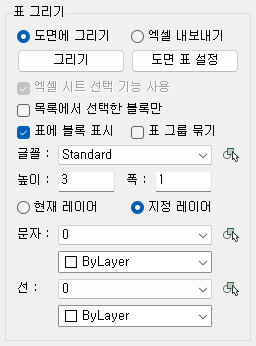 표 그리기
도면에 그리기 엑셀 내보내기
그리기 도면 표 설정
엑셀 시트 선택 기능 사용
목록에서 선택한 블록만
표에 블록 표시 표 그룹 묶기
글꼴 : Standard
높이 : 3 폭 : 1
현재 레이어 지정 레이어
문자 : 0
ByLayer
선 : 0
ByLayer